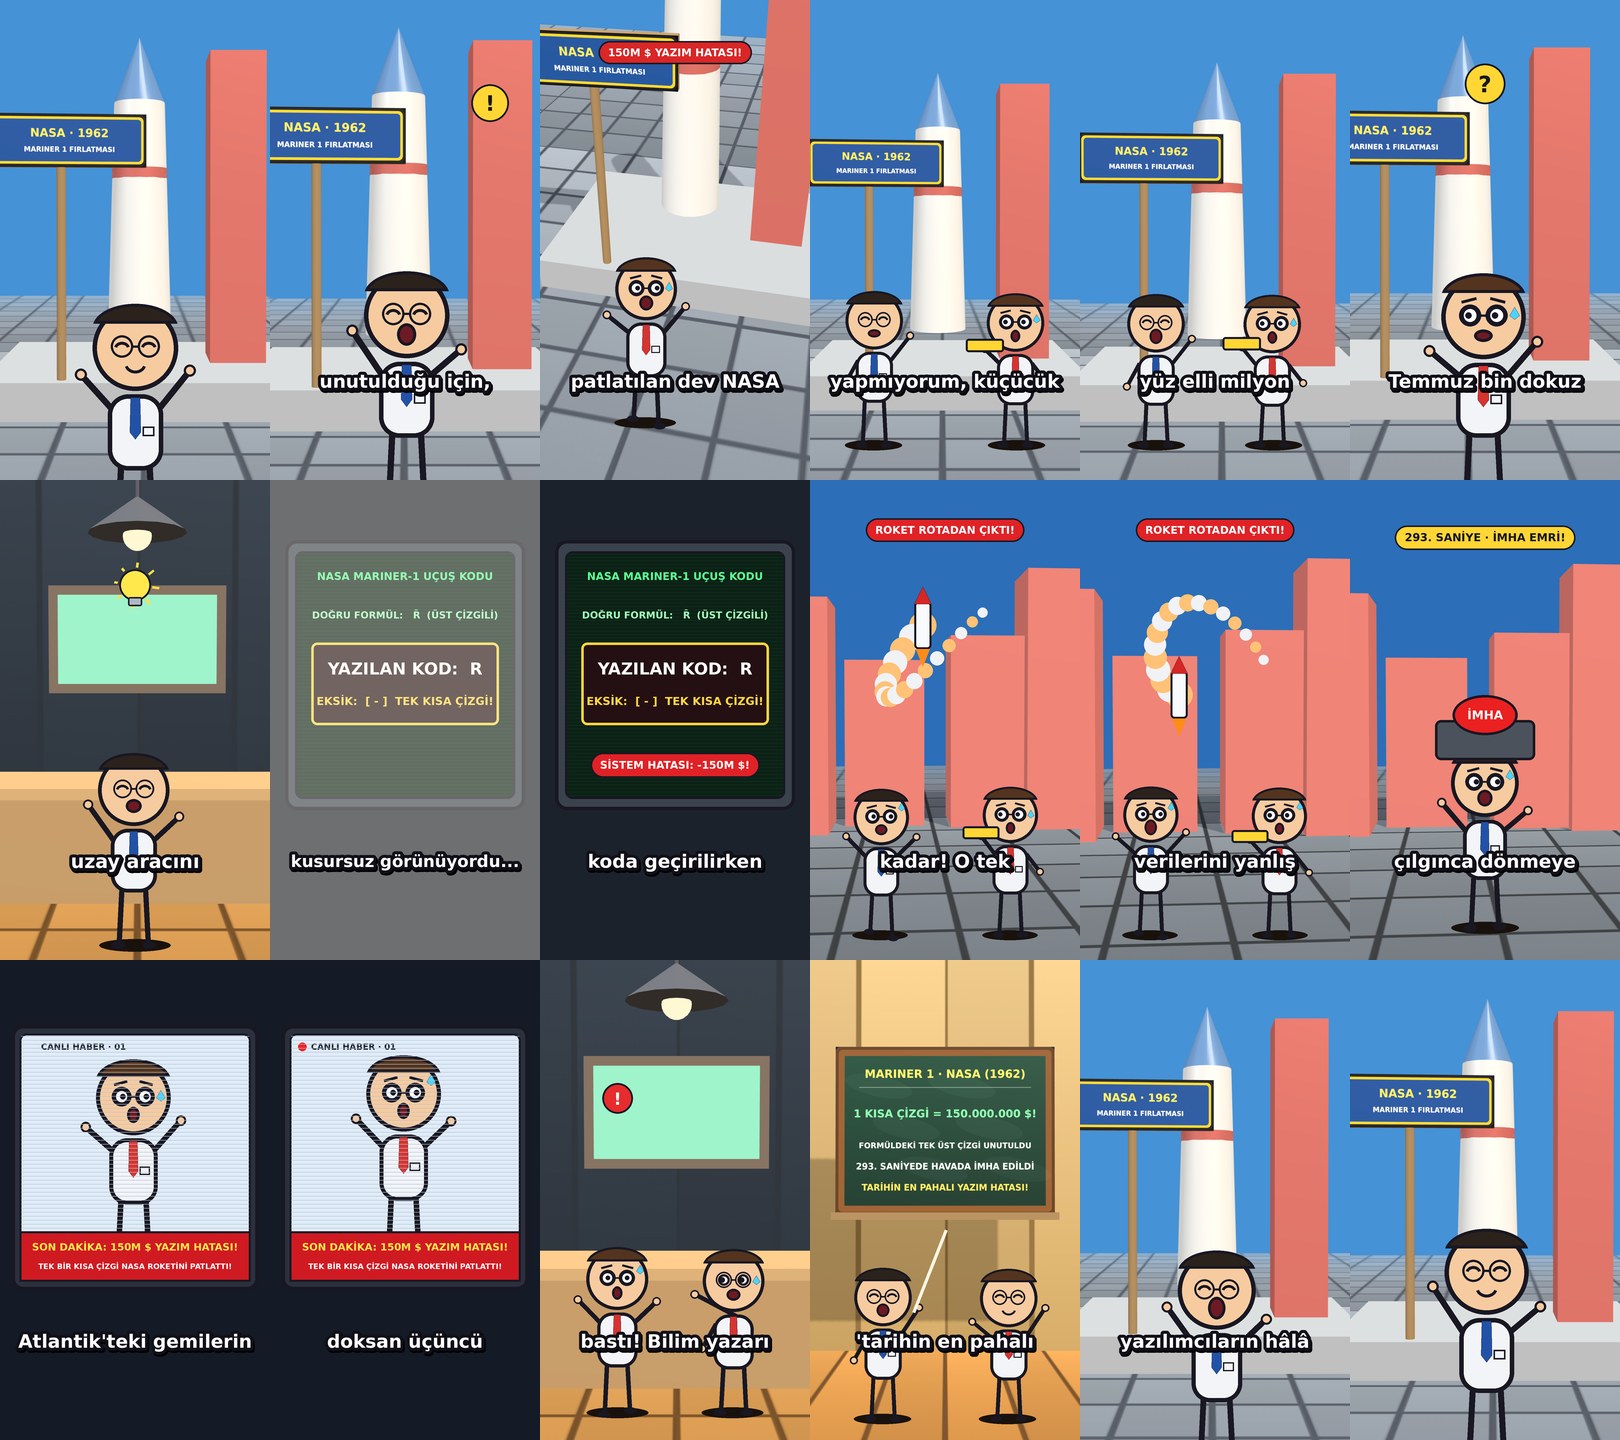 NASA · 1962
MARINER 1 FIRLATMASI
!
NASA · 1962
MARINER 1 FIRLATMASI
unutulduğu için,
NASA
150M $ YAZIM HATASI!
MARINER 1 FIRLATMASI
patlatılan dev NASA
NASA · 1962
MARINER 1 FIRLATMASI
yapmıyorum, küçücük
NASA · 1962
MARINER 1 FIRLATMASI
yüz elli milyon
?
NASA · 1962
MARINER 1 FIRLATMASI
Temmuz bin dokuz
uzay aracını
NASA MARINER-1 UÇUŞ KODU
DOĞRU FORMÜL: R̄ (ÜST ÇİZGİLİ)
YAZILAN KOD: R
EKSİK: [ - ] TEK KISA ÇİZGİ!
kusursuz görünüyordu...
NASA MARINER-1 UÇUŞ KODU
DOĞRU FORMÜL: R̄ (ÜST ÇİZGİLİ)
YAZILAN KOD: R
EKSİK: [ - ] TEK KISA ÇİZGİ!
SİSTEM HATASI: -150M $!
koda geçirilirken
ROKET ROTADAN ÇIKTI!
kadar! O tek
ROKET ROTADAN ÇIKTI!
verilerini yanlış
293. SANİYE · İMHA EMRİ!
İMHA
çılgınca dönmeye
CANLI HABER · 01
SON DAKİKA: 150M $ YAZIM HATASI!
TEK BİR KISA ÇİZGİ NASA ROKETİNİ PATLATTI!
Atlantik'teki gemilerin
CANLI HABER · 01
SON DAKİKA: 150M $ YAZIM HATASI!
TEK BİR KISA ÇİZGİ NASA ROKETİNİ PATLATTI!
doksan üçüncü
!
bastı! Bilim yazarı
MARINER 1 · NASA (1962)
1 KISA ÇİZGİ = 150.000.000 $!
FORMÜLDEKİ TEK ÜST ÇİZGİ UNUTULDU
293. SANİYEDE HAVADA İMHA EDİLDİ
TARİHİN EN PAHALI YAZIM HATASI!
'tarihin en pahalı
NASA · 1962
MARINER 1 FIRLATMASI
yazılımcıların hâlâ
NASA · 1962
MARINER 1 FIRLATMASI